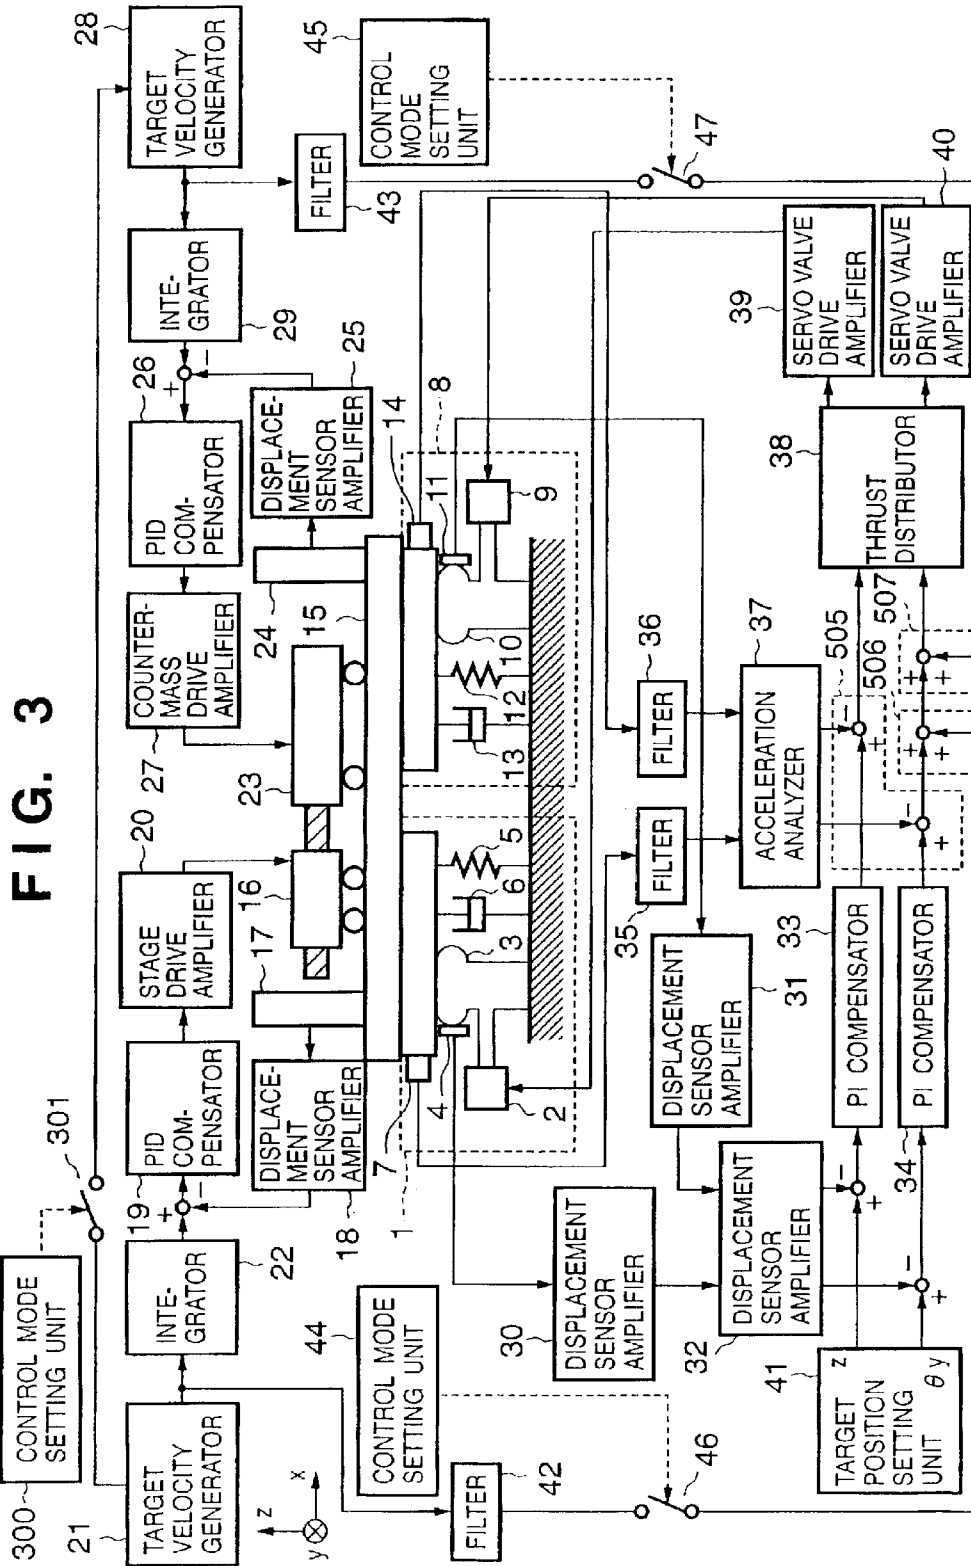 FIG. 3
300
CONTROL MODE
SETTING UNIT
301
21
TARGET
VELOCITY
GENERATOR
INTE-
GRATOR
22
+
-
19
PID
COM-
PENSATOR
20
STAGE
DRIVE
AMPLIFIER
27
COUNTER-
MASS
DRIVE
AMPLIFIER
26
PID
COM-
PENSATOR
+
-
INTE-
GRATOR
29
28
TARGET
VELOCITY
GENERATOR
z
y
x
18
DISPLACE-
MENT
SENSOR
AMPLIFIER
17
16
23
24
15
DISPLACE-
MENT
SENSOR
AMPLIFIER
25
FILTER
43
45
CONTROL
MODE
SETTING
UNIT
47
44
CONTROL MODE
SETTING UNIT
FILTER
42
46
1
7
4
2
3
6
5
13
12
10
11
14
8
9
30
DISPLACEMENT
SENSOR
AMPLIFIER
31
DISPLACEMENT
SENSOR
AMPLIFIER
32
DISPLACEMENT
SENSOR
AMPLIFIER
35
FILTER
36
FILTER
37
ACCELERATION
ANALYZER
41
TARGET
POSITION
SETTING
UNIT
z
θy
+
-
+
-
33
PI COMPENSATOR
34
PI COMPENSATOR
505
506
507
-
+
-
+
+
+
+
+
38
THRUST
DISTRIBUTOR
39
SERVO VALVE
DRIVE
AMPLIFIER
40
SERVO VALVE
DRIVE
AMPLIFIER